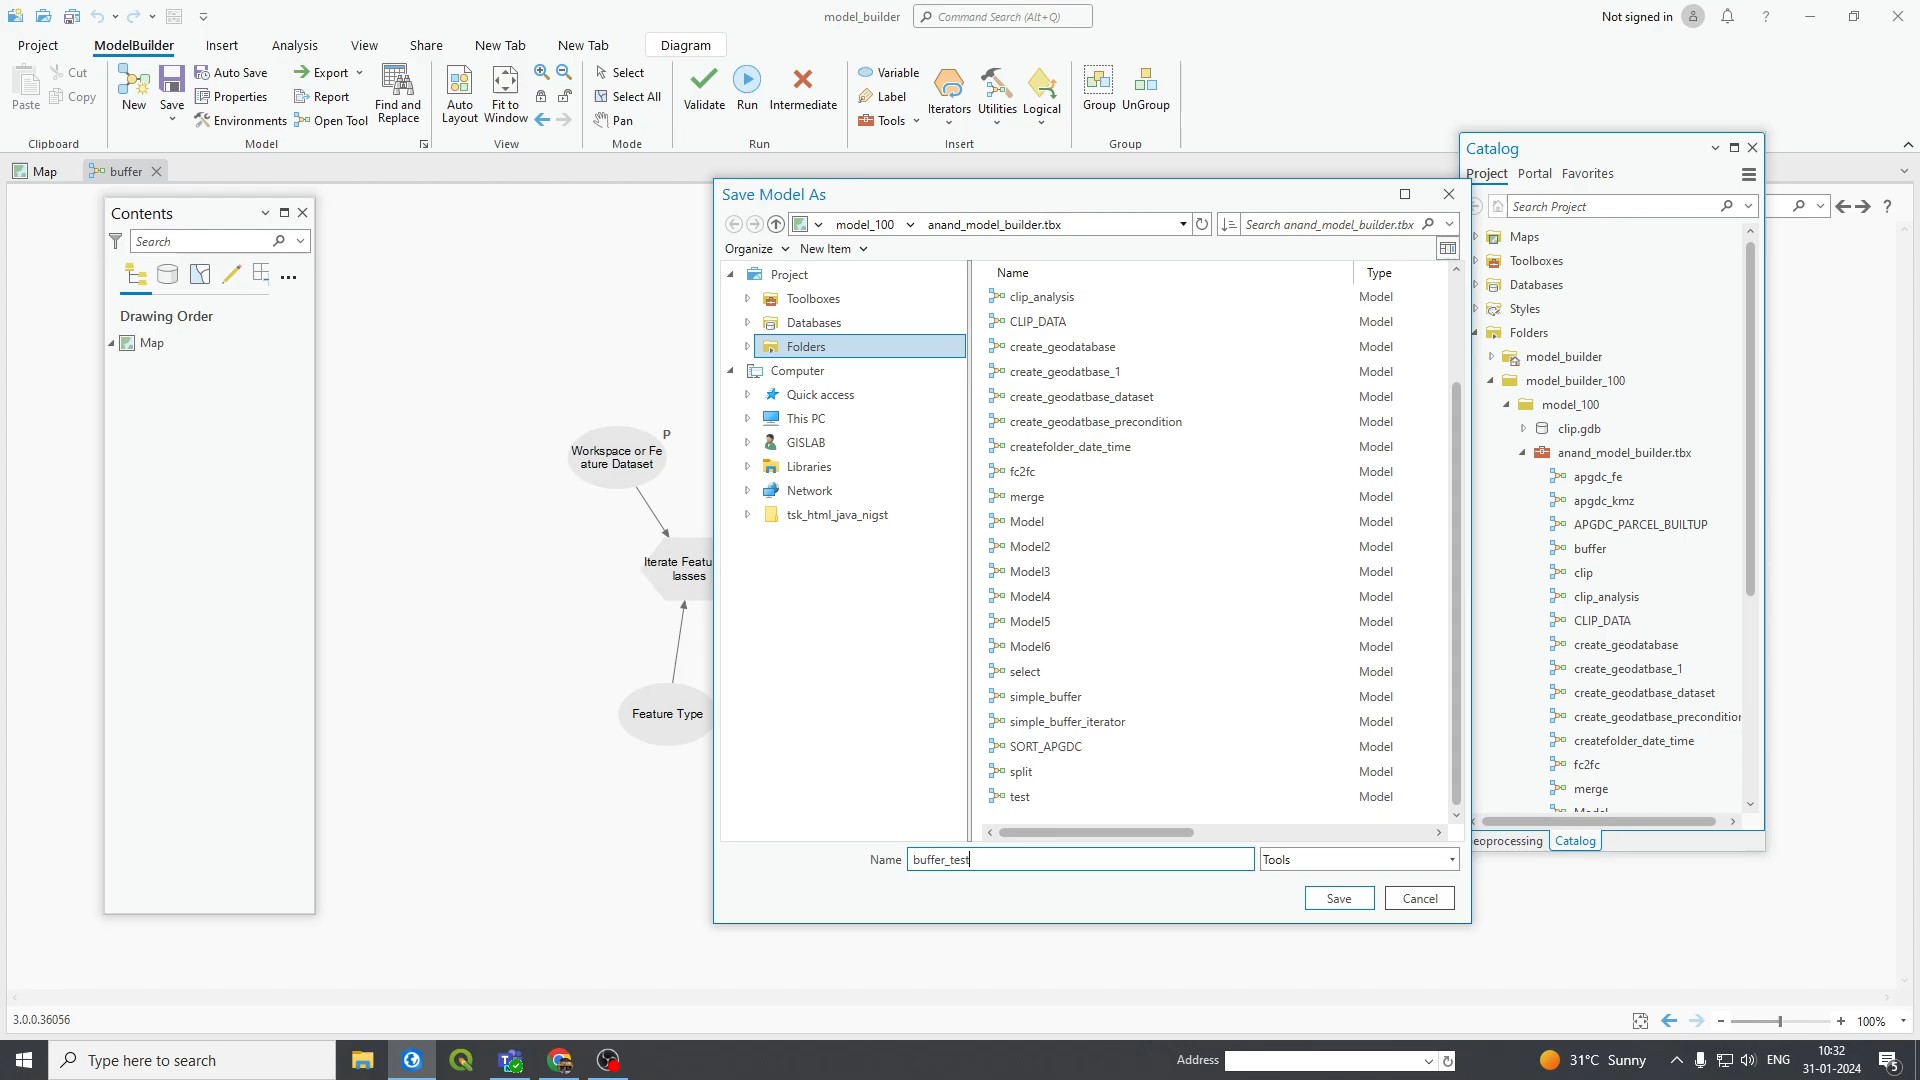 model_builder
Command Search (Alt+Q)
Not signed in
?
Project
ModelBuilder
Insert
Analysis
View
Share
New Tab
New Tab
Diagram
Paste
Cut
Copy
Clipboard
New
Save
Auto Save
Properties
Environments
Export
Report
Open Tool
Find and
Replace
Model
Auto
Layout
Fit to
Window
View
Select
Select All
Pan
Mode
Validate
Run
Intermediate
Run
Variable
Label
Tools
Iterators
Utilities
Logical
Insert
Group
UnGroup
Group
Map
buffer
Contents
Search
Drawing Order
Map
Workspace or Fe
ature Dataset
P
Iterate Featu
lasses
Feature Type
Save Model As
model_100
anand_model_builder.tbx
Search anand_model_builder.tbx
Organize
New Item
Project
Toolboxes
Databases
Folders
Computer
Quick access
This PC
GISLAB
Libraries
Network
tsk_html_java_nigst
Name Type
clip_analysis Model
CLIP_DATA Model
create_geodatabase Model
create_geodatbase_1 Model
create_geodatbase_dataset Model
create_geodatbase_precondition Model
createfolder_date_time Model
fc2fc Model
merge Model
Model Model
Model2 Model
Model3 Model
Model4 Model
Model5 Model
Model6 Model
select Model
simple_buffer Model
simple_buffer_iterator Model
SORT_APGDC Model
split Model
test Model
Name buffer_test
Tools
Save
Cancel
Catalog
Project Portal Favorites
Search Project
?
Maps
Toolboxes
Databases
Styles
Folders
model_builder
model_builder_100
model_100
clip.gdb
anand_model_builder.tbx
apgdc_fe
apgdc_kmz
APGDC_PARCEL_BUILTUP
buffer
clip
clip_analysis
CLIP_DATA
create_geodatabase
create_geodatbase_1
create_geodatbase_dataset
create_geodatbase_precondition
createfolder_date_time
fc2fc
merge
Model
eoprocessing
Catalog
3.0.0.36056
100%
Type here to search
Address
31°C Sunny
ENG
10:32
31-01-2024
5